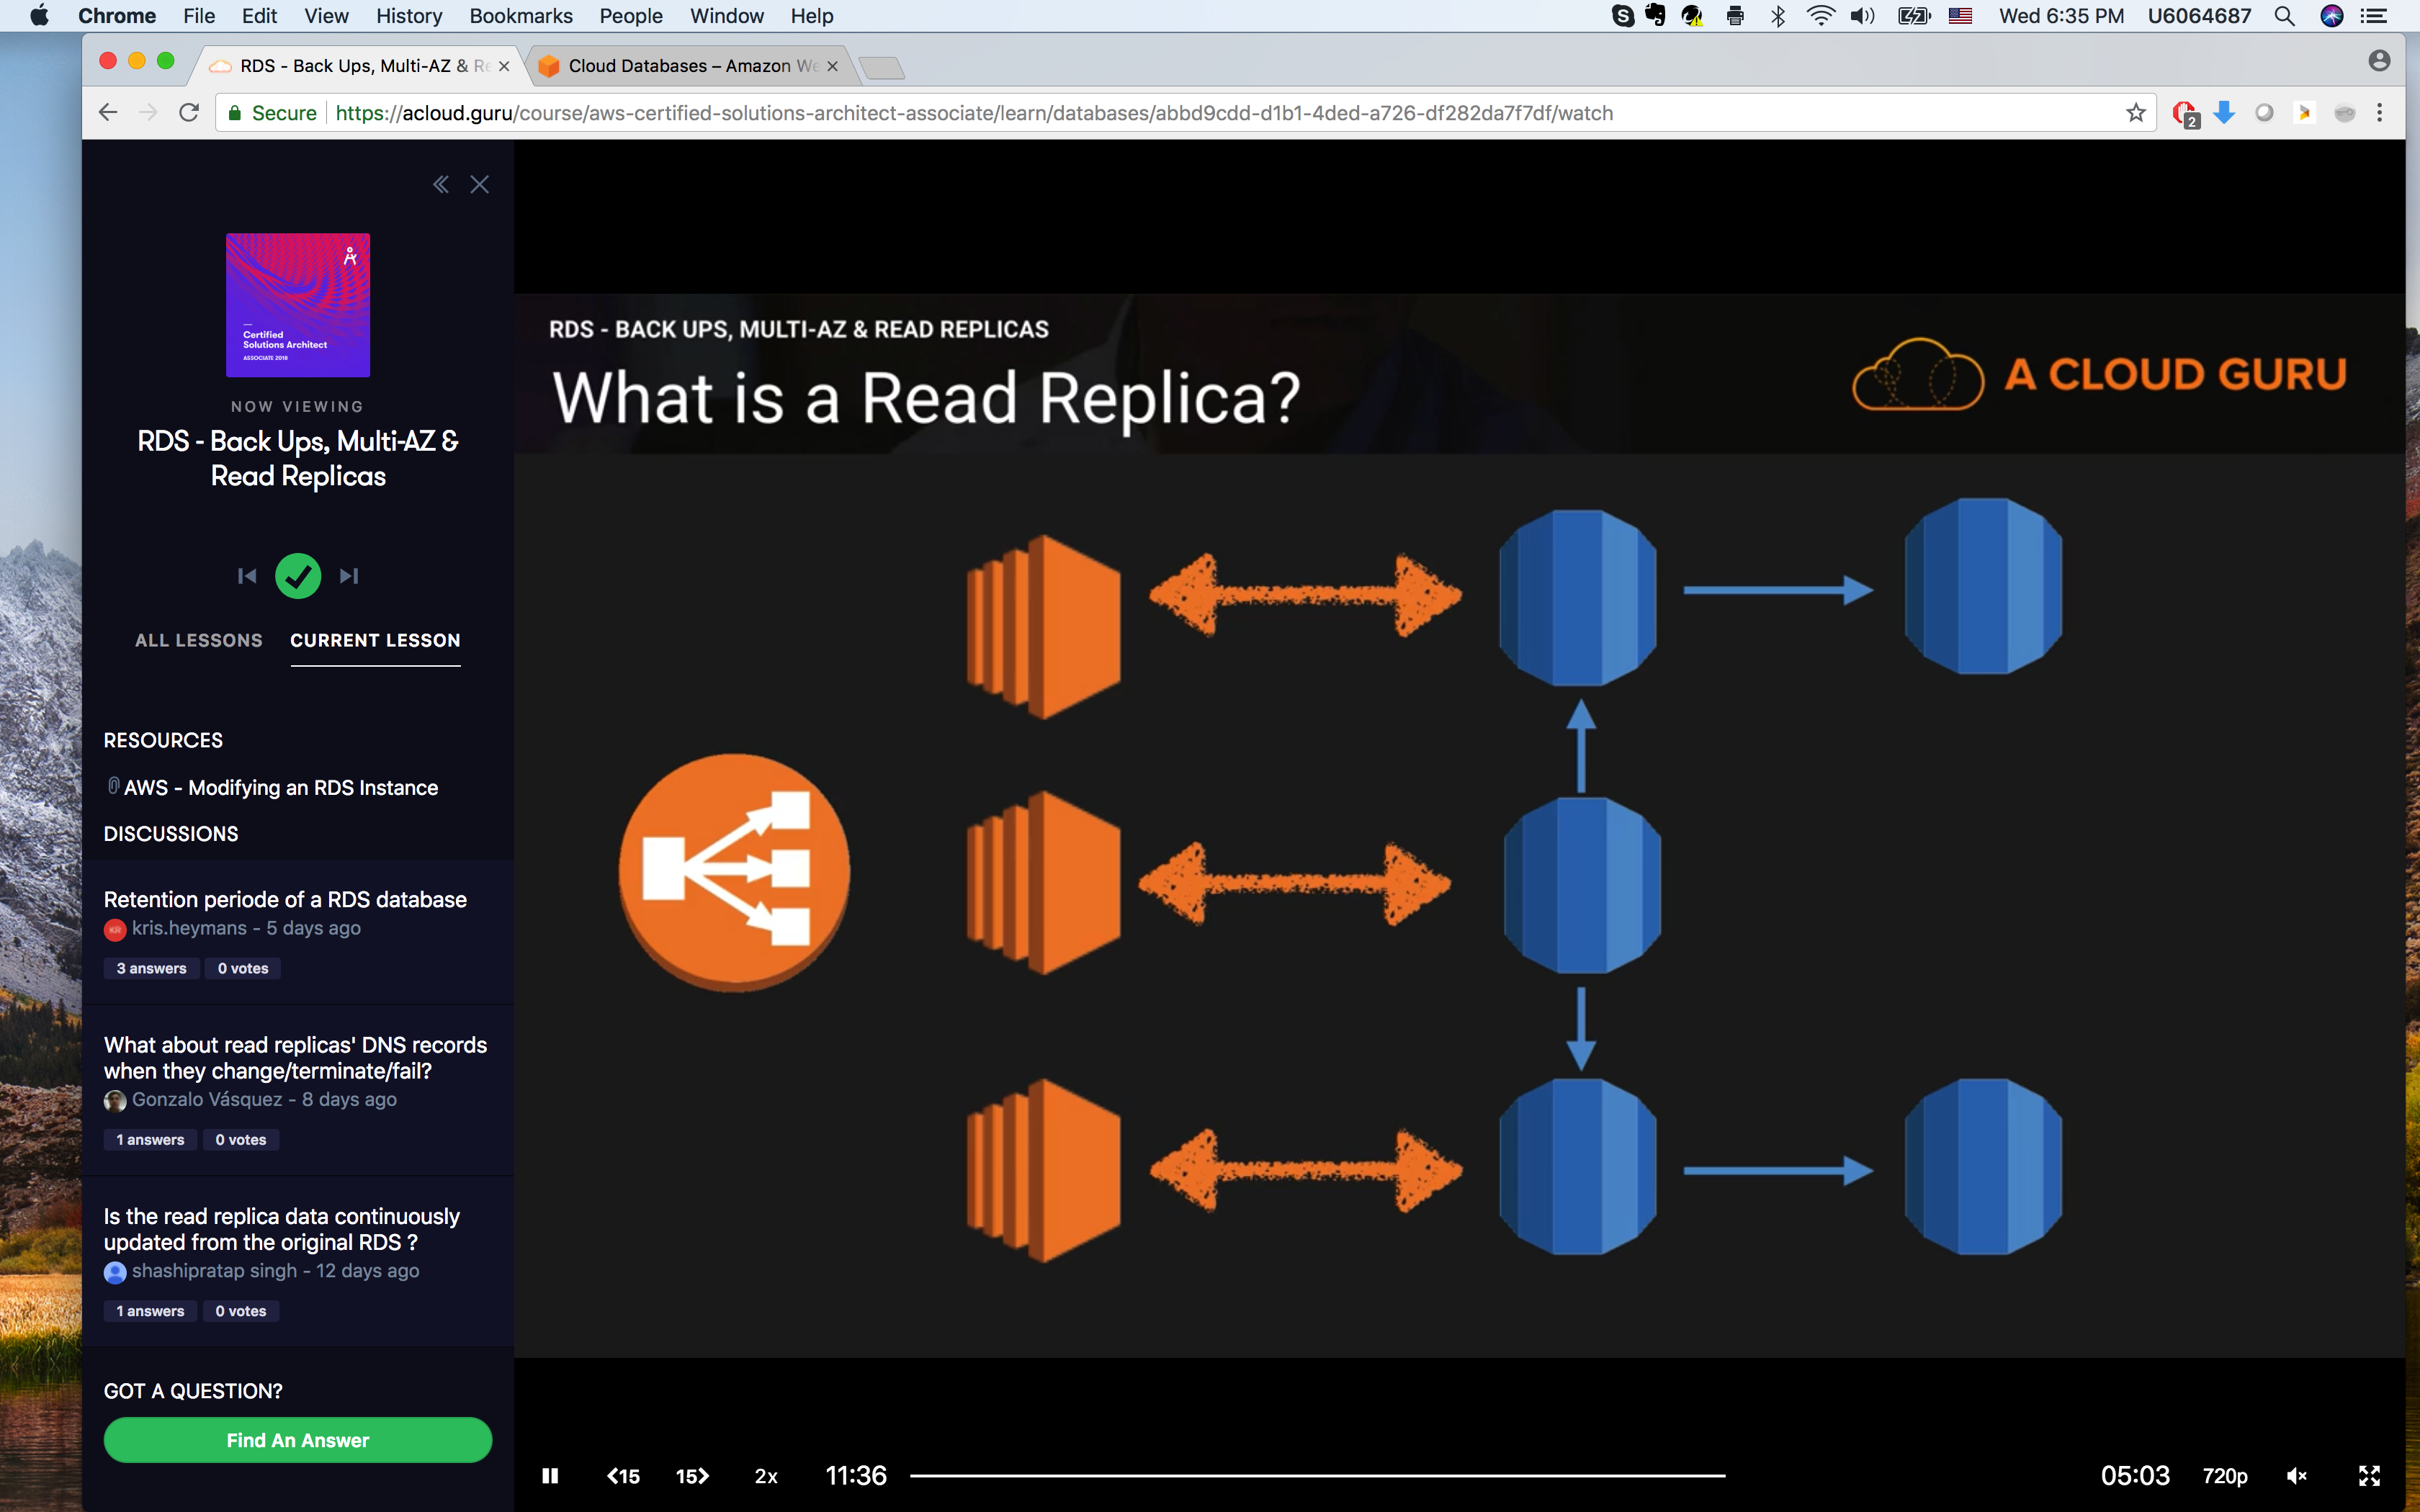 Chrome File Edit View History Bookmarks People Window Help Wed 6:35 PM U6064687
RDS - Back Ups, Multi-AZ & Re Cloud Databases – Amazon We
Secure https://acloud.guru/course/aws-certified-solutions-architect-associate/learn/databases/abbd9cdd-d1b1-4ded-a726-df282da7f7df/watch 2
Certified
Solutions Architect
ASSOCIATE 2018
NOW VIEWING
RDS - Back Ups, Multi-AZ &
Read Replicas
ALL LESSONS CURRENT LESSON
RESOURCES
AWS - Modifying an RDS Instance
DISCUSSIONS
Retention periode of a RDS database
KR kris.heymans - 5 days ago
3 answers 0 votes
What about read replicas' DNS records
when they change/terminate/fail?
Gonzalo Vásquez - 8 days ago
1 answers 0 votes
Is the read replica data continuously
updated from the original RDS ?
shashipratap singh - 12 days ago
1 answers 0 votes
GOT A QUESTION?
Find An Answer
RDS - BACK UPS, MULTI-AZ & READ REPLICAS
What is a Read Replica?
A CLOUD GURU
15 15 2x 11:36 05:03 720p